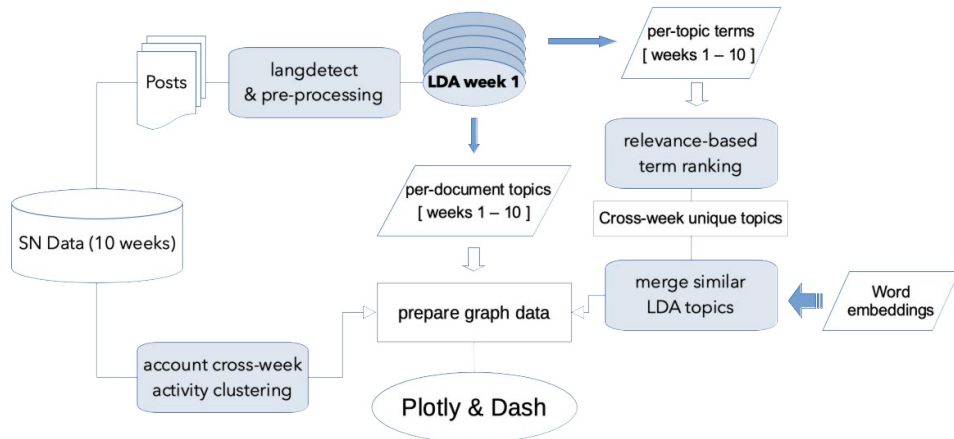 per-topic terms
[ weeks 1 – 10 ]
Posts
langdetect
& pre-processing
LDA week 1
relevance-based
term ranking
per-document topics
[ weeks 1 – 10 ]
Cross-week unique topics
SN Data (10 weeks)
merge similar
LDA topics
Word
embeddings
prepare graph data
account cross-week
activity clustering
Plotly & Dash